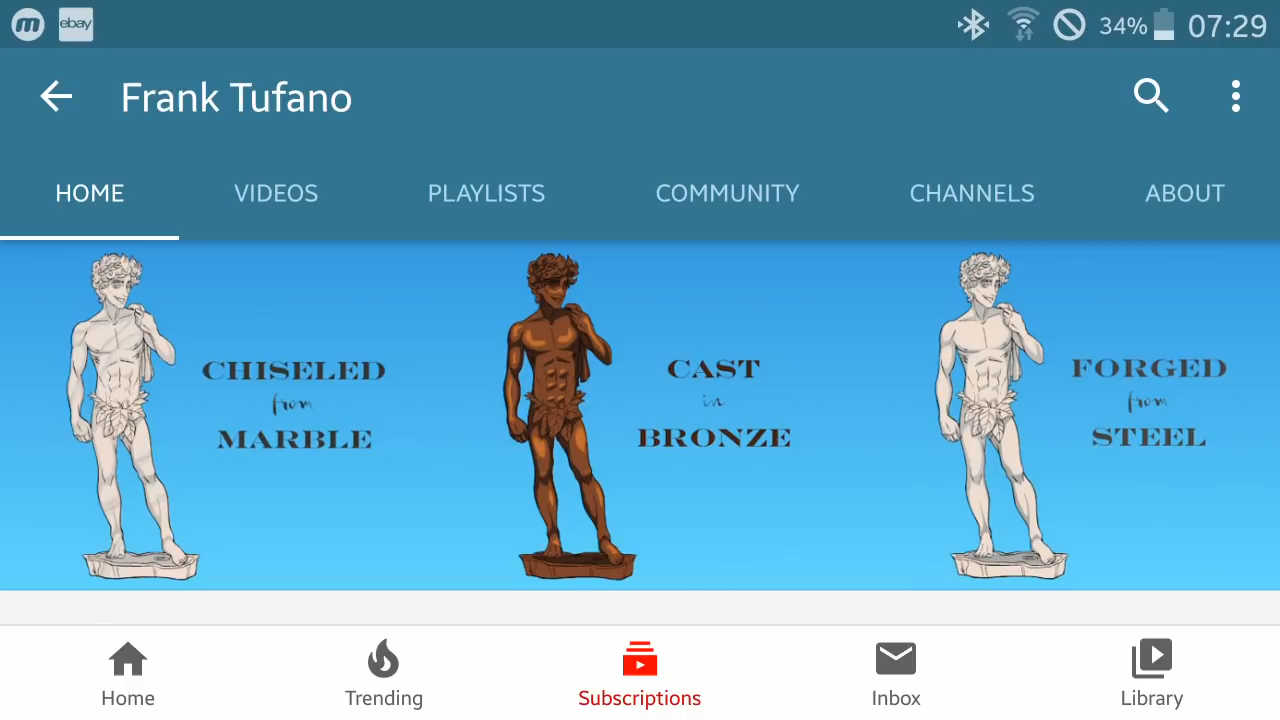 m ebay 34% 07:29
Frank Tufano
HOME VIDEOS PLAYLISTS COMMUNITY CHANNELS ABOUT
CHISELED
from
MARBLE
CAST
in
BRONZE
FORGED
from
STEEL
Home Trending Subscriptions Inbox Library